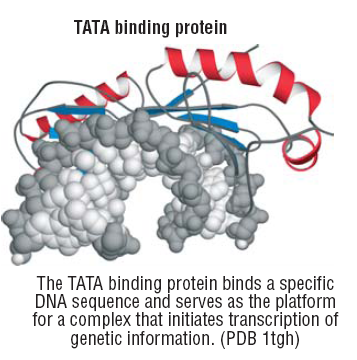 TATA binding protein
The TATA binding protein binds a specific
DNA sequence and serves as the platform
for a complex that initiates transcription of
genetic information. (PDB 1tgh)